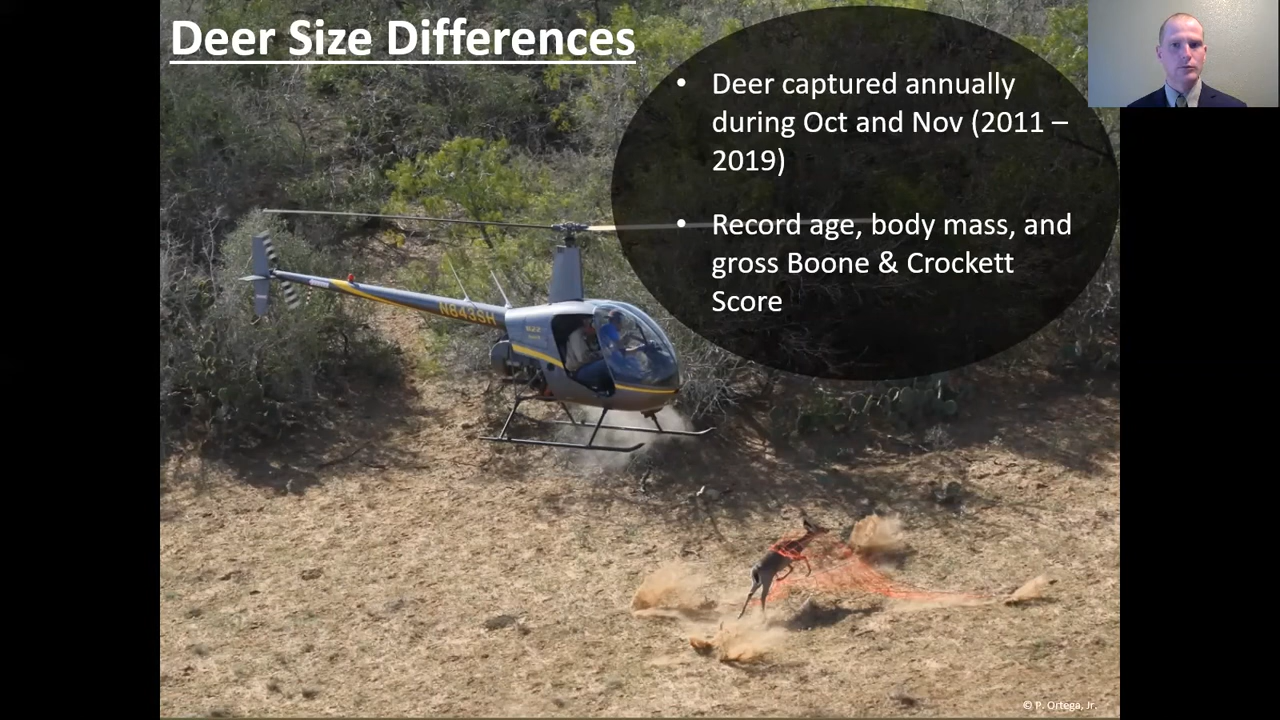 Deer Size Differences
• Deer captured annually
during Oct and Nov (2011 –
2019)
• Record age, body mass, and
gross Boone & Crockett
Score
N843SH
© P. Ortega, Jr.